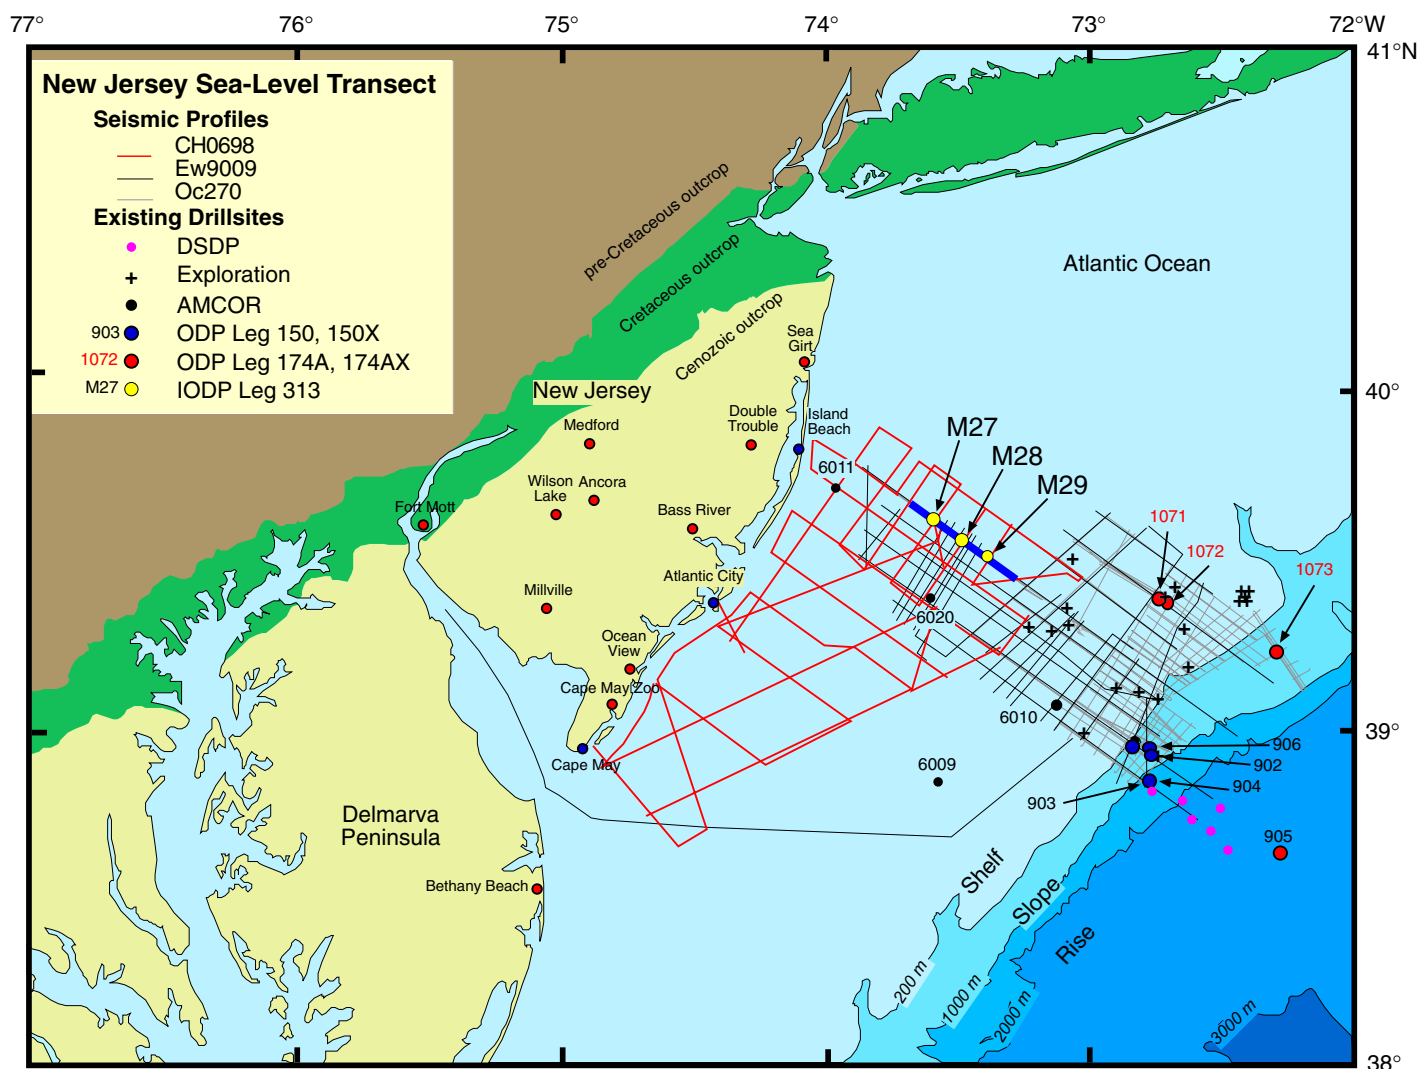 77°
76°
75°
74°
73°
72°W
41°N
40°
39°
38°
New Jersey Sea-Level Transect
Seismic Profiles
CH0698
Ew9009
Oc270
Existing Drillsites
DSDP
Exploration
AMCOR
903 ODP Leg 150, 150X
1072 ODP Leg 174A, 174AX
M27 IODP Leg 313
pre-Cretaceous outcrop
Cretaceous outcrop
Cenozoic outcrop
Atlantic Ocean
Sea
Girt
New Jersey
Medford
Double
Trouble
Island
Beach
Wilson
Lake
Ancora
Fort Mott
Bass River
Millville
Atlantic City
Ocean
View
Cape May Zoo
Cape May
Delmarva
Peninsula
Bethany Beach
6011
M27
M28
M29
6020
6010
6009
1071
1072
1073
906
902
904
903
905
Shelf
Slope
Rise
200 m
1000 m
2000 m
3000 m